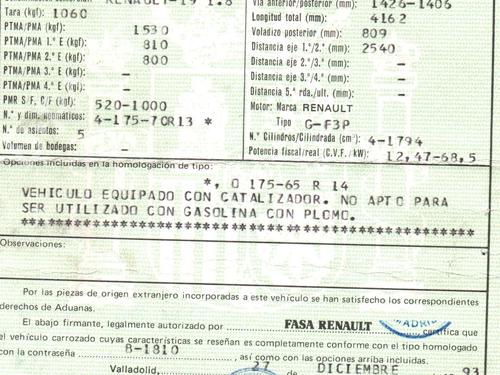 RENAULT-19 1.8
Tara (kgf): 1060
PTMA/PMA (kgf): 1530
PTMA/PMA 1.º E (kgf): 810
PTMA/PMA 2.º E (kgf): 800
PTMA/PMA 3.º E (kgf): -
PTMA/PMA 4.º E (kgf): -
PMR S/F, C/F (kgf): 520-1000
N.º y dim. neumáticos: 4-175-70R13 *
N.º de asientos: 5
Volumen de bodegas: -
Vía anterior/posterior (mm): 1426-1406
Longitud total (mm): 4162
Voladizo posterior (mm): 809
Distancia eje 1.º/2.º (mm): 2540
Distancia eje 2.º/3.º (mm): -
Distancia eje 3.º/4.º (mm): -
Distancia 5.ª rda./ult. (mm): -
Motor: Marca RENAULT
Tipo G-F3P
N.º Cilindros/Cilindrada (cm³): 4-1794
Potencia fiscal/real (C.V.F./kW): 12,47-68,5
Opciones incluidas en la homologación de tipo:
*, O 175-65 R 14
VEHICULO EQUIPADO CON CATALIZADOR. NO APTO PARA
SER UTILIZADO CON GASOLINA CON PLOMO.
Observaciones:
Por las piezas de origen extranjero incorporadas a este vehículo se han satisfecho los correspondientes
derechos de Aduanas.
El abajo firmante, legalmente autorizado por FASA RENAULT certifica que
el vehículo carrozado cuyas características se reseñan es completamente conforme con el tipo homologado
con la contraseña B-1810, así como con las opciones arriba incluidas.
Valladolid, 27 de DICIEMBRE de 93
MADRID